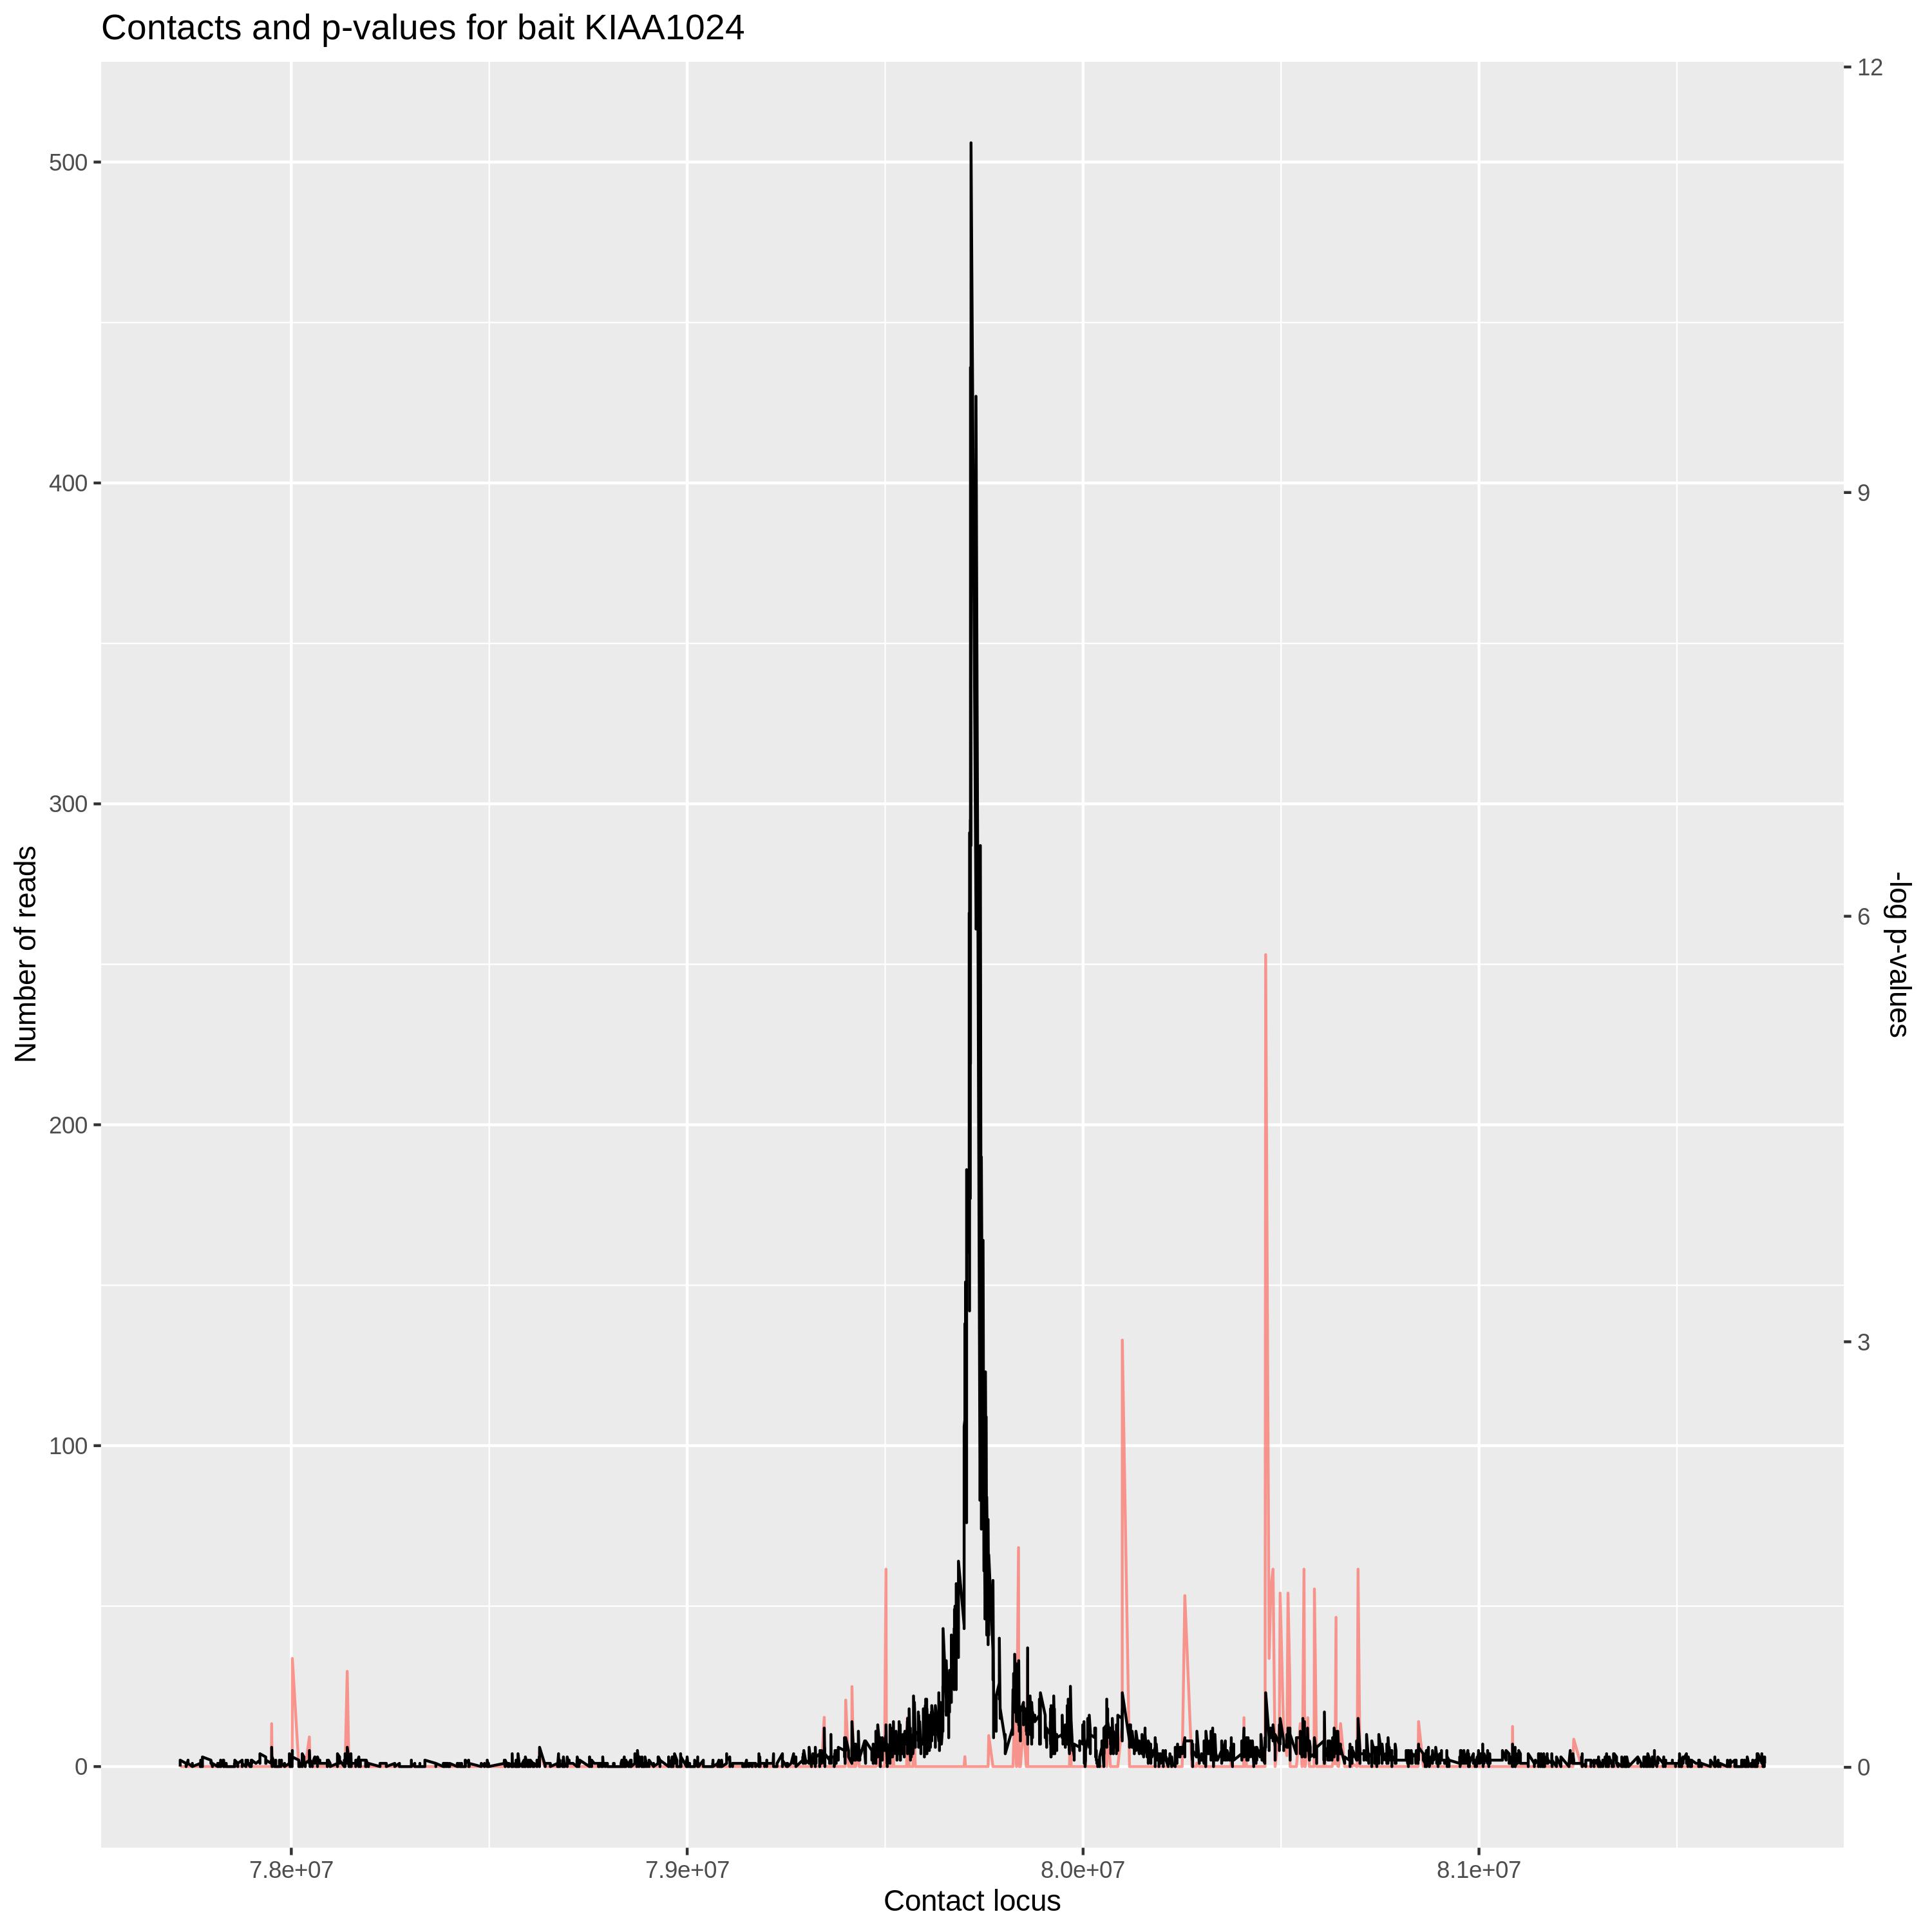 Contacts and p-values for bait KIAA1024
12
500
400
9
300
Number of reads
-log p-values
6
200
3
100
0
0
7.8e+07
7.9e+07
8.0e+07
8.1e+07
Contact locus